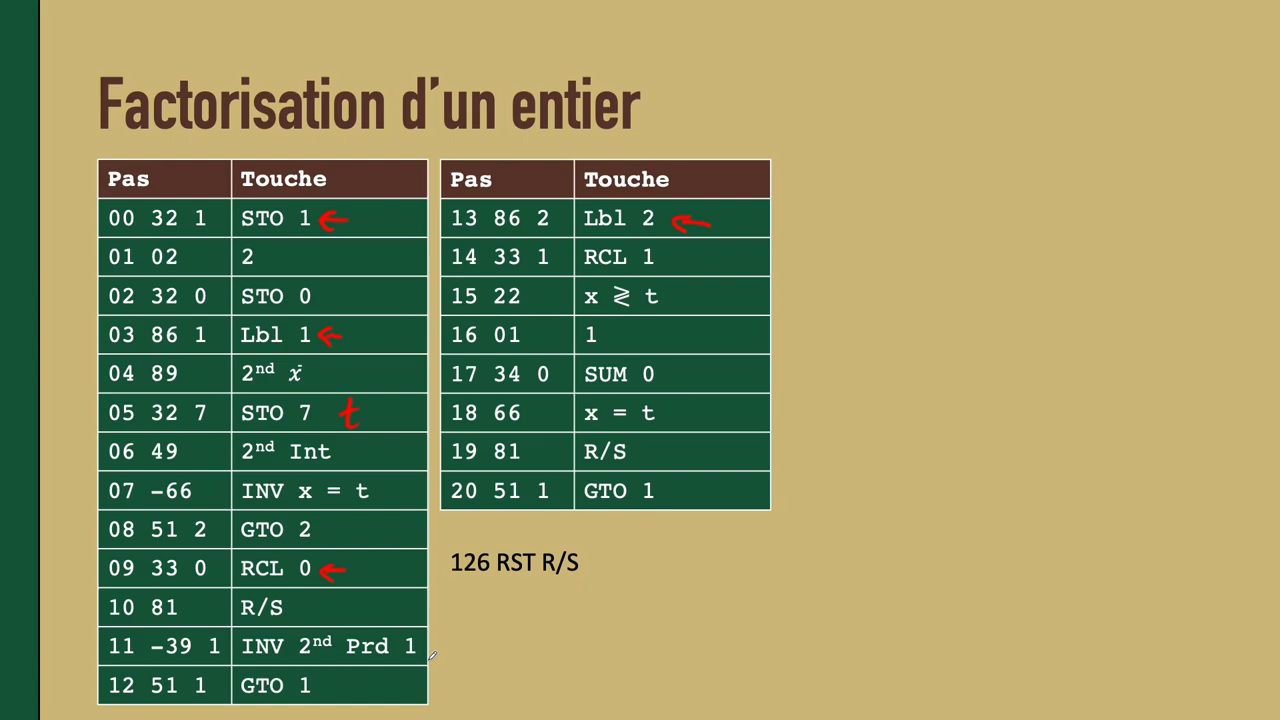 Factorisation d’un entier
Pas Touche
00 32 1 STO 1
01 02 2
02 32 0 STO 0
03 86 1 Lbl 1
04 89 2nd x̄
05 32 7 STO 7 t
06 49 2nd Int
07 -66 INV x = t
08 51 2 GTO 2
09 33 0 RCL 0
10 81 R/S
11 -39 1 INV 2nd Prd 1
12 51 1 GTO 1
Pas Touche
13 86 2 Lbl 2
14 33 1 RCL 1
15 22 x ≷ t
16 01 1
17 34 0 SUM 0
18 66 x = t
19 81 R/S
20 51 1 GTO 1
126 RST R/S